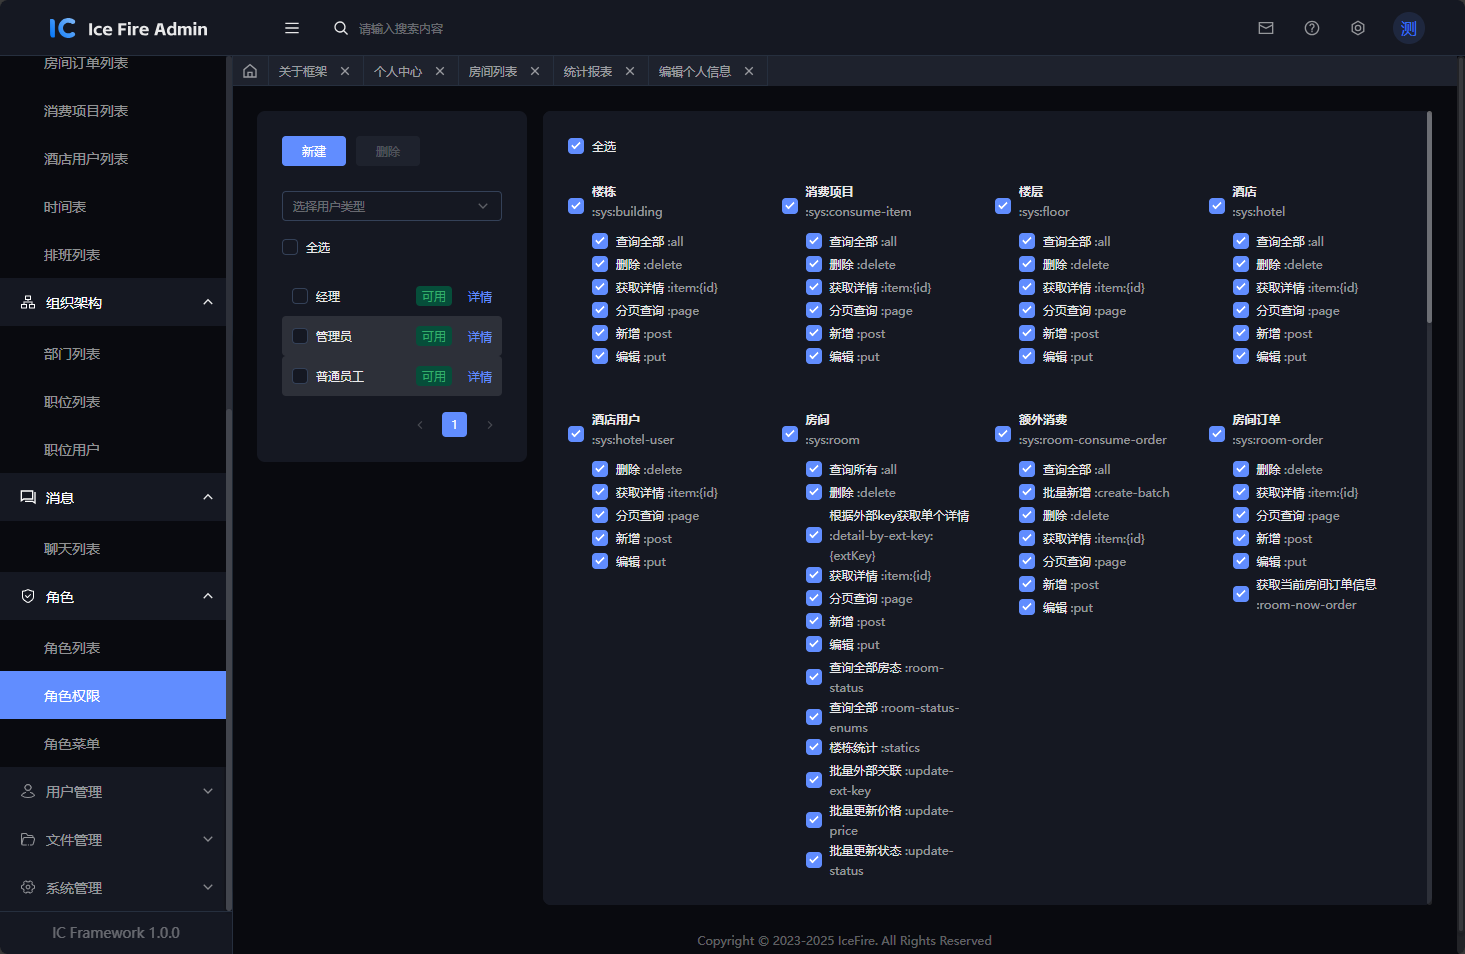 IC Ice Fire Admin
请输入搜索内容
测
房间订单列表
消费项目列表
酒店用户列表
时间表
排班列表
组织架构
部门列表
职位列表
职位用户
消息
聊天列表
角色
角色列表
角色权限
角色菜单
用户管理
文件管理
系统管理
IC Framework 1.0.0
关于框架
个人中心
房间列表
统计报表
编辑个人信息
新建
删除
选择用户类型
全选
经理 可用 详情
管理员 可用 详情
普通员工 可用 详情
1
全选
楼栋
:sys:building
查询全部 :all
删除 :delete
获取详情 :item:{id}
分页查询 :page
新增 :post
编辑 :put
消费项目
:sys:consume-item
查询全部 :all
删除 :delete
获取详情 :item:{id}
分页查询 :page
新增 :post
编辑 :put
楼层
:sys:floor
查询全部 :all
删除 :delete
获取详情 :item:{id}
分页查询 :page
新增 :post
编辑 :put
酒店
:sys:hotel
查询全部 :all
删除 :delete
获取详情 :item:{id}
分页查询 :page
新增 :post
编辑 :put
酒店用户
:sys:hotel-user
删除 :delete
获取详情 :item:{id}
分页查询 :page
新增 :post
编辑 :put
房间
:sys:room
查询所有 :all
删除 :delete
根据外部key获取单个详情
:detail-by-ext-key:
{extKey}
获取详情 :item:{id}
分页查询 :page
新增 :post
编辑 :put
查询全部房态 :room-
status
查询全部 :room-status-
enums
楼栋统计 :statics
批量外部关联 :update-
ext-key
批量更新价格 :update-
price
批量更新状态 :update-
status
额外消费
:sys:room-consume-order
查询全部 :all
批量新增 :create-batch
删除 :delete
获取详情 :item:{id}
分页查询 :page
新增 :post
编辑 :put
房间订单
:sys:room-order
删除 :delete
获取详情 :item:{id}
分页查询 :page
新增 :post
编辑 :put
获取当前房间订单信息
:room-now-order
Copyright © 2023-2025 IceFire. All Rights Reserved